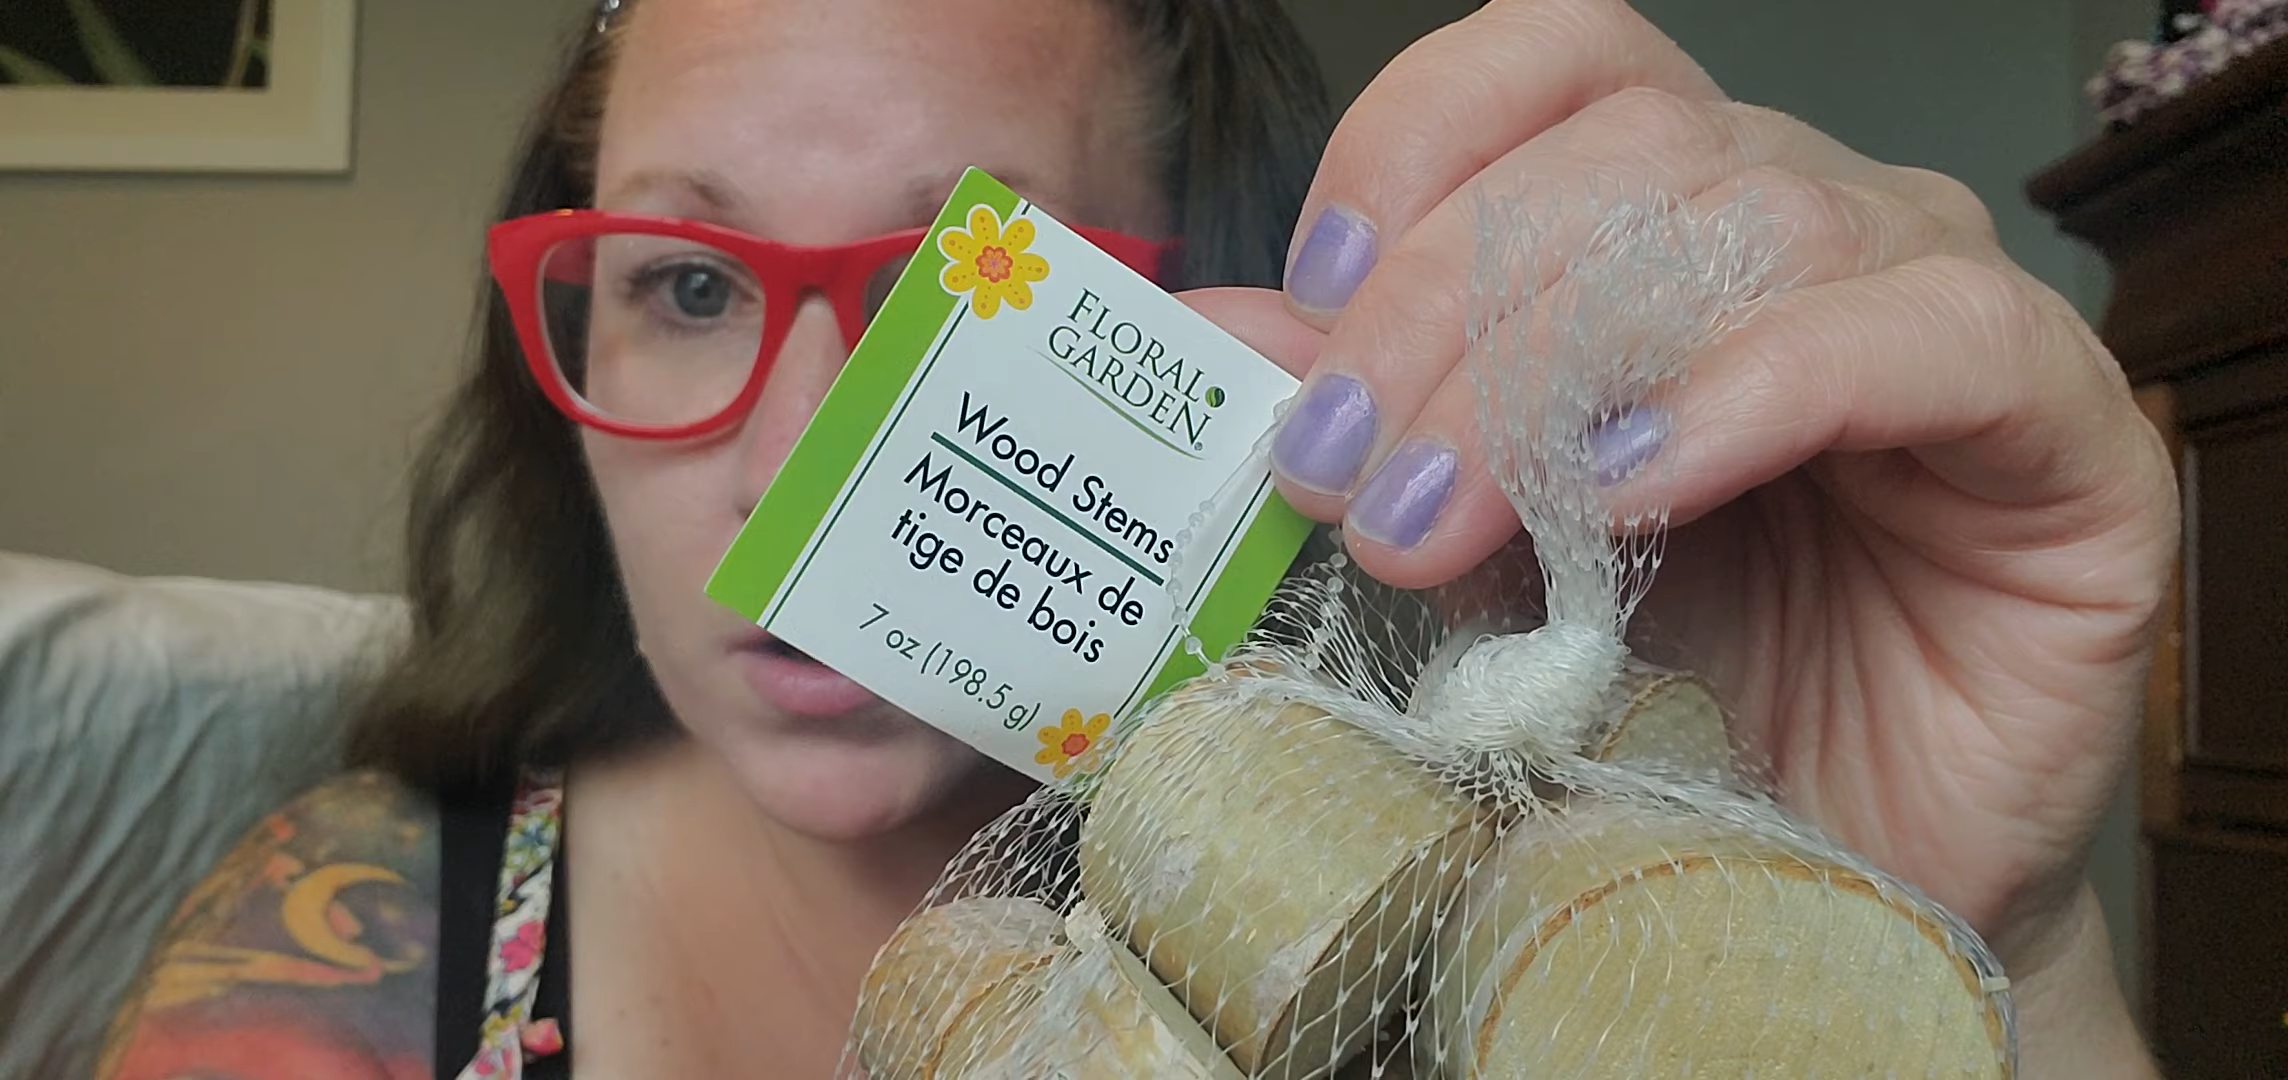 FLORAL
GARDEN
Wood Stems
Morceaux de
tige de bois
7 oz (198.5 g)